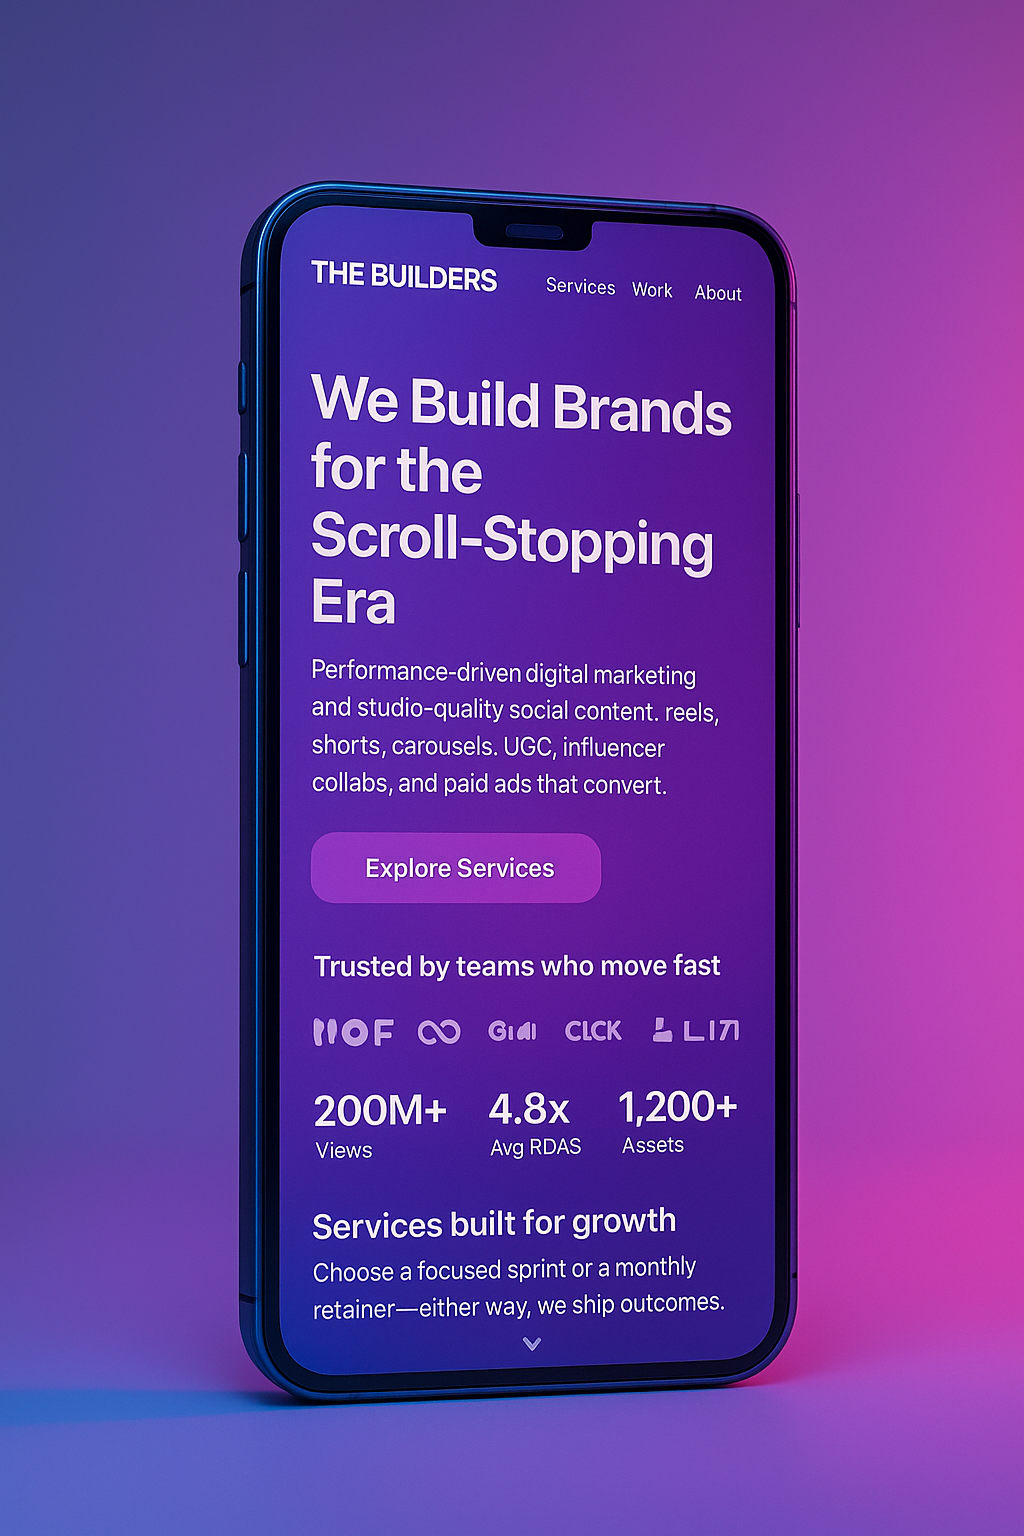 THE BUILDERS
Services Work About
We Build Brands
for the
Scroll-Stopping
Era
Performance-driven digital marketing
and studio-quality social content. reels,
shorts, carousels. UGC, influencer
collabs, and paid ads that convert.
Explore Services
Trusted by teams who move fast
CLCK
200M+ 4.8x 1,200+
Views Avg RDAS Assets
Services built for growth
Choose a focused sprint or a monthly
retainer—either way, we ship outcomes.